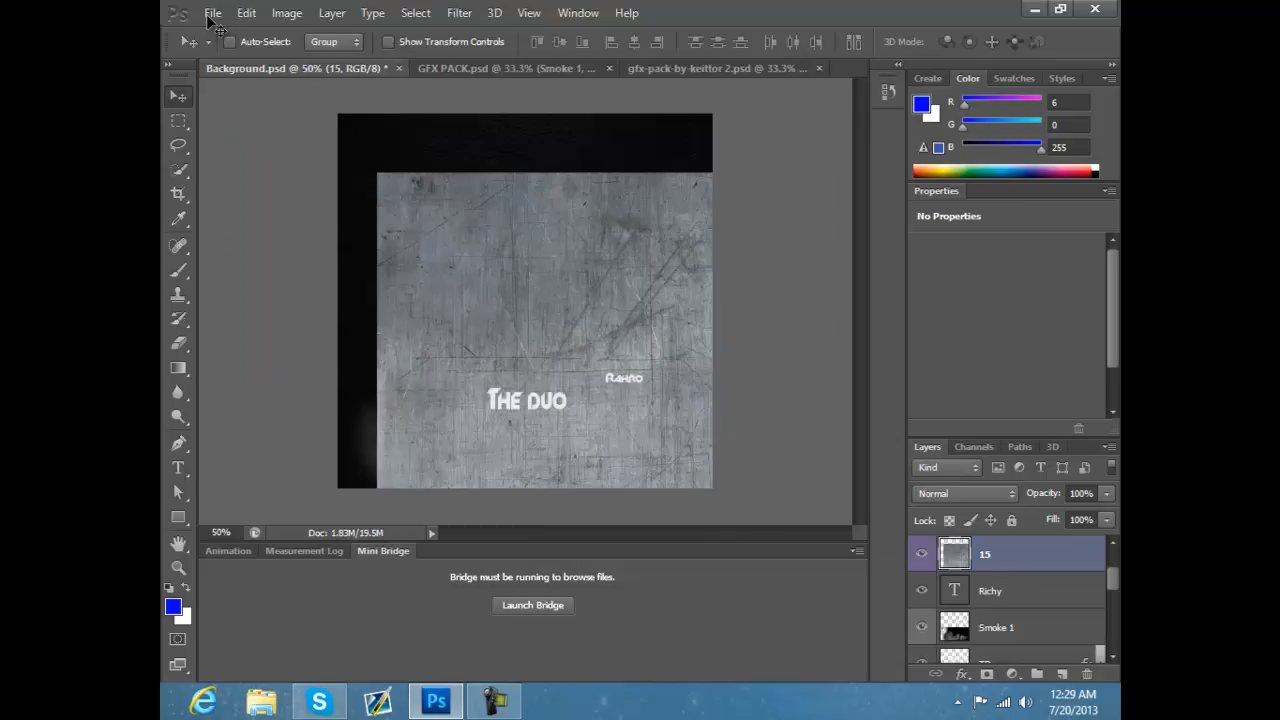 Ps File Edit Image Layer Type Select Filter 3D View Window Help
Auto-Select: Group Show Transform Controls 3D Mode:
Background.psd @ 50% (15, RGB/8) * × GFX PACK.psd @ 33.3% (Smoke 1, ... × gfx-pack-by-keittor 2.psd @ 33.3% ... ×
Create Color Swatches Styles
R 6
G 0
B 255
Properties
No Properties
Rahro
The Duo
Layers Channels Paths 3D
Kind
Normal Opacity: 100%
Lock: Fill: 100%
15
T Richy
Smoke 1
50% Doc: 1.83M/19.5M
Animation Measurement Log Mini Bridge
Bridge must be running to browse files.
Launch Bridge
fx
12:29 AM
7/20/2013